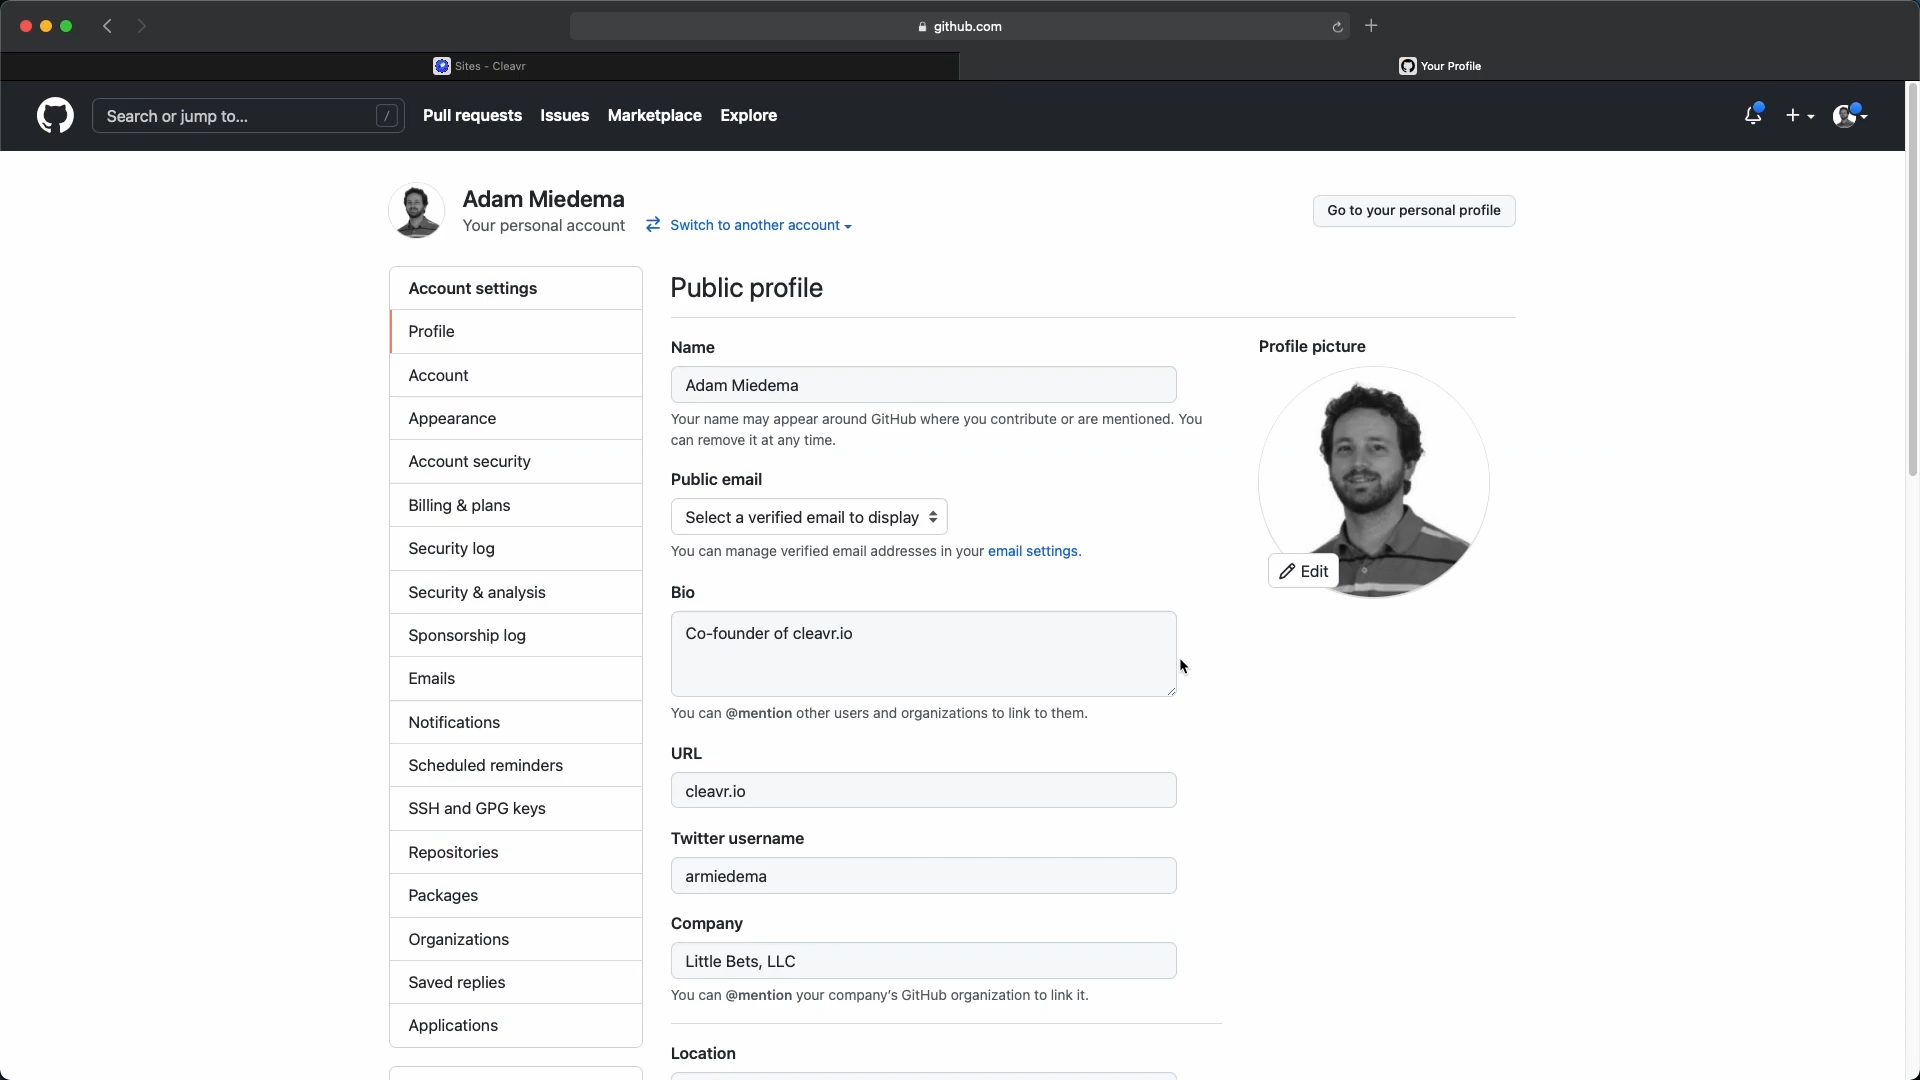 github.com
Sites - Cleavr
Your Profile
Search or jump to...
/
Pull requests
Issues
Marketplace
Explore
Adam Miedema
Your personal account
Switch to another account
Go to your personal profile
Account settings
Profile
Account
Appearance
Account security
Billing & plans
Security log
Security & analysis
Sponsorship log
Emails
Notifications
Scheduled reminders
SSH and GPG keys
Repositories
Packages
Organizations
Saved replies
Applications
Public profile
Name
Adam Miedema
Your name may appear around GitHub where you contribute or are mentioned. You
can remove it at any time.
Public email
Select a verified email to display
You can manage verified email addresses in your email settings.
Bio
Co-founder of cleavr.io
You can @mention other users and organizations to link to them.
URL
cleavr.io
Twitter username
armiedema
Company
Little Bets, LLC
You can @mention your company's GitHub organization to link it.
Location
Profile picture
Edit